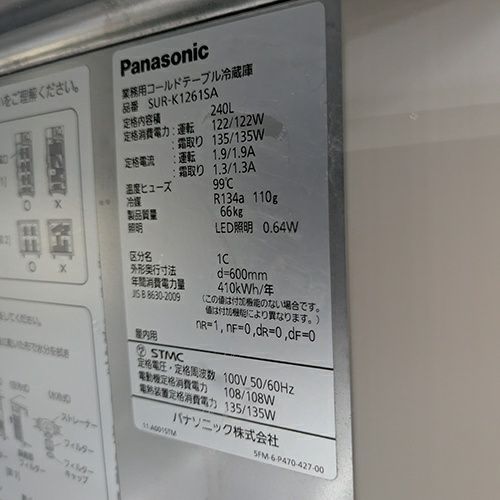 Panasonic
業務用コールドテーブル冷蔵庫
品番 SUR-K1261SA
定格内容積 240L
定格消費電力:運転 122/122W
:霜取り 135/135W
定格電流:運転 1.9/1.9A
:霜取り 1.3/1.3A
温度ヒューズ 99℃
冷媒 R134a 110g
製品質量 66kg
照明 LED照明 0.64W
区分名 1C
外形奥行寸法 d=600mm
年間消費電力量 410kWh/年
JIS B 8630-2009 (この値は付加機能のない場合です。
値は付加機能により異なります。)
nR=1, nF=0, dR=0, dF=0
屋内用
STMC
定格電圧・定格周波数 100V 50/60Hz
電動機定格消費電力 108/108W
電熱装置定格消費電力 135/135W
パナソニック株式会社
S1.A001STM
SFM-6-P470-427-00
をご理解ください。
してください。
ストレーナ
フィルター
フィルター
キャップ